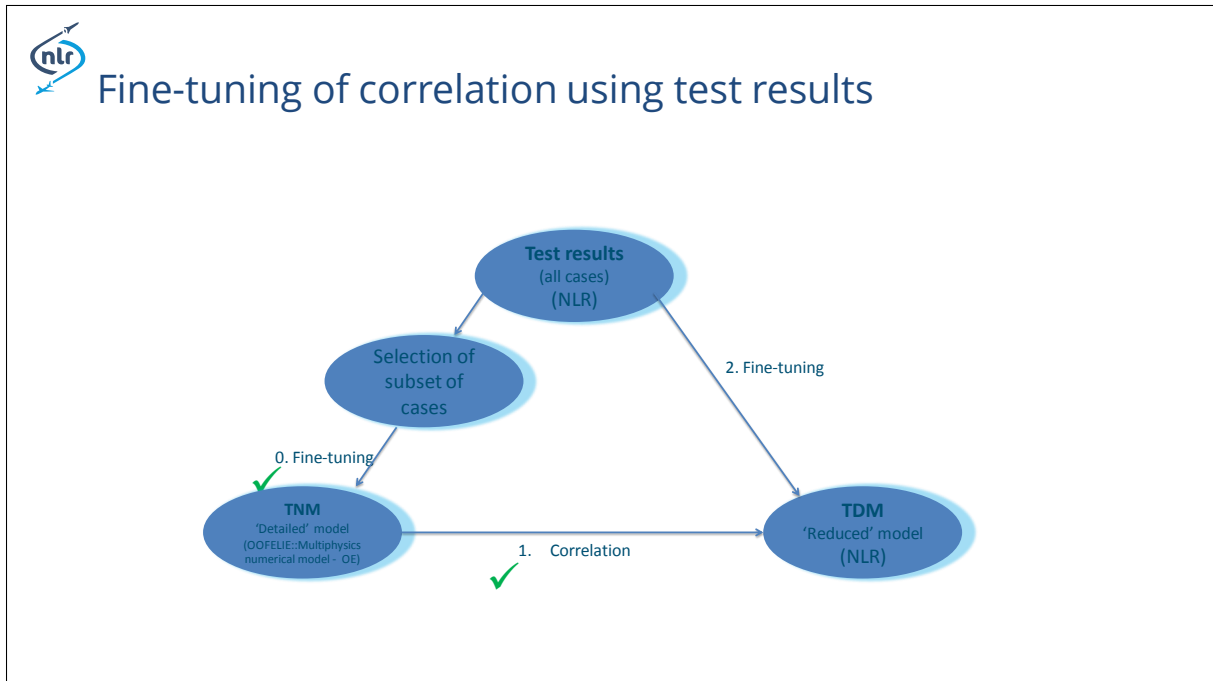 nlr
Fine-tuning of correlation using test results
Test results
(all cases)
(NLR)
Selection of
subset of
cases
2. Fine-tuning
0. Fine-tuning
TNM
‘Detailed’ model
(OOFELIE::Multiphysics
numerical model - OE)
TDM
‘Reduced’ model
(NLR)
1. Correlation